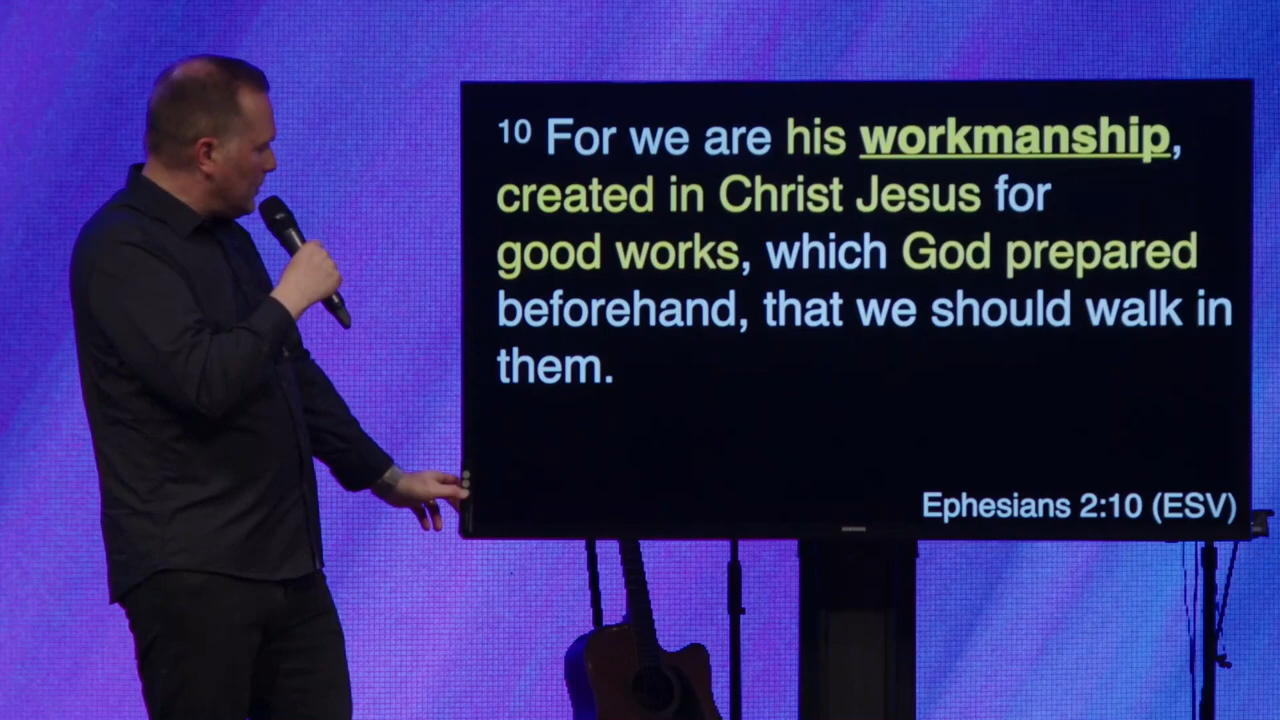 10 For we are his workmanship,
created in Christ Jesus for
good works, which God prepared
beforehand, that we should walk in
them.
Ephesians 2:10 (ESV)